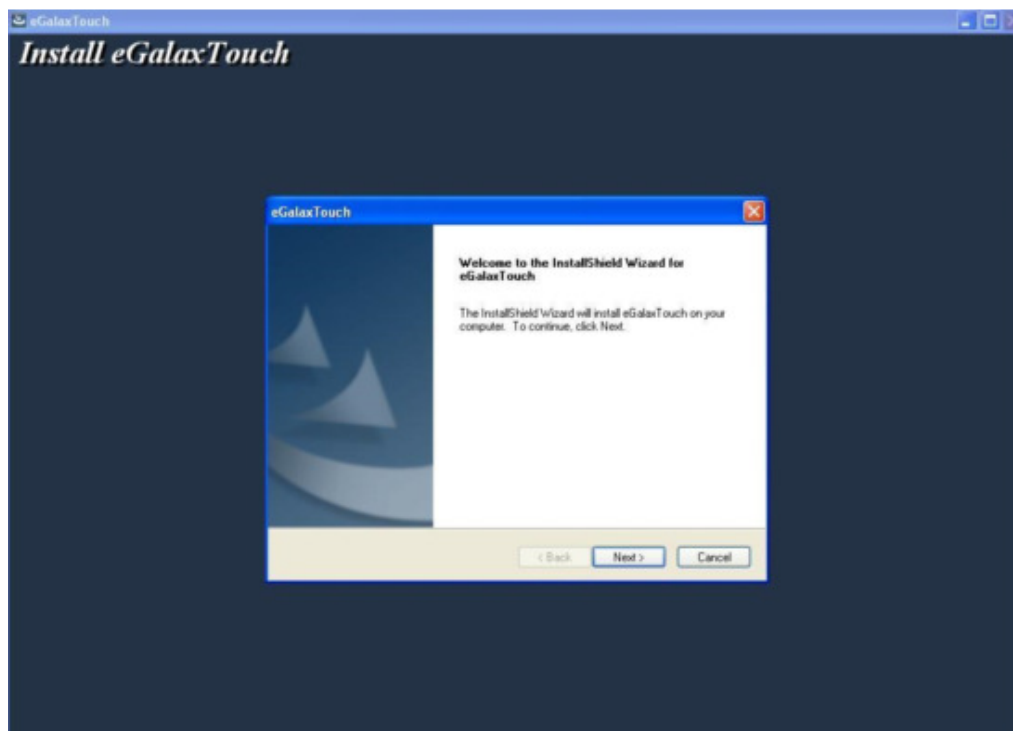 eGalaxTouch
Install eGalaxTouch
eGalaxTouch
Welcome to the InstallShield Wizard for
eGalaxTouch
The InstallShield Wizard will install eGalaxTouch on your
computer. To continue, click Next.
< Back Next > Cancel